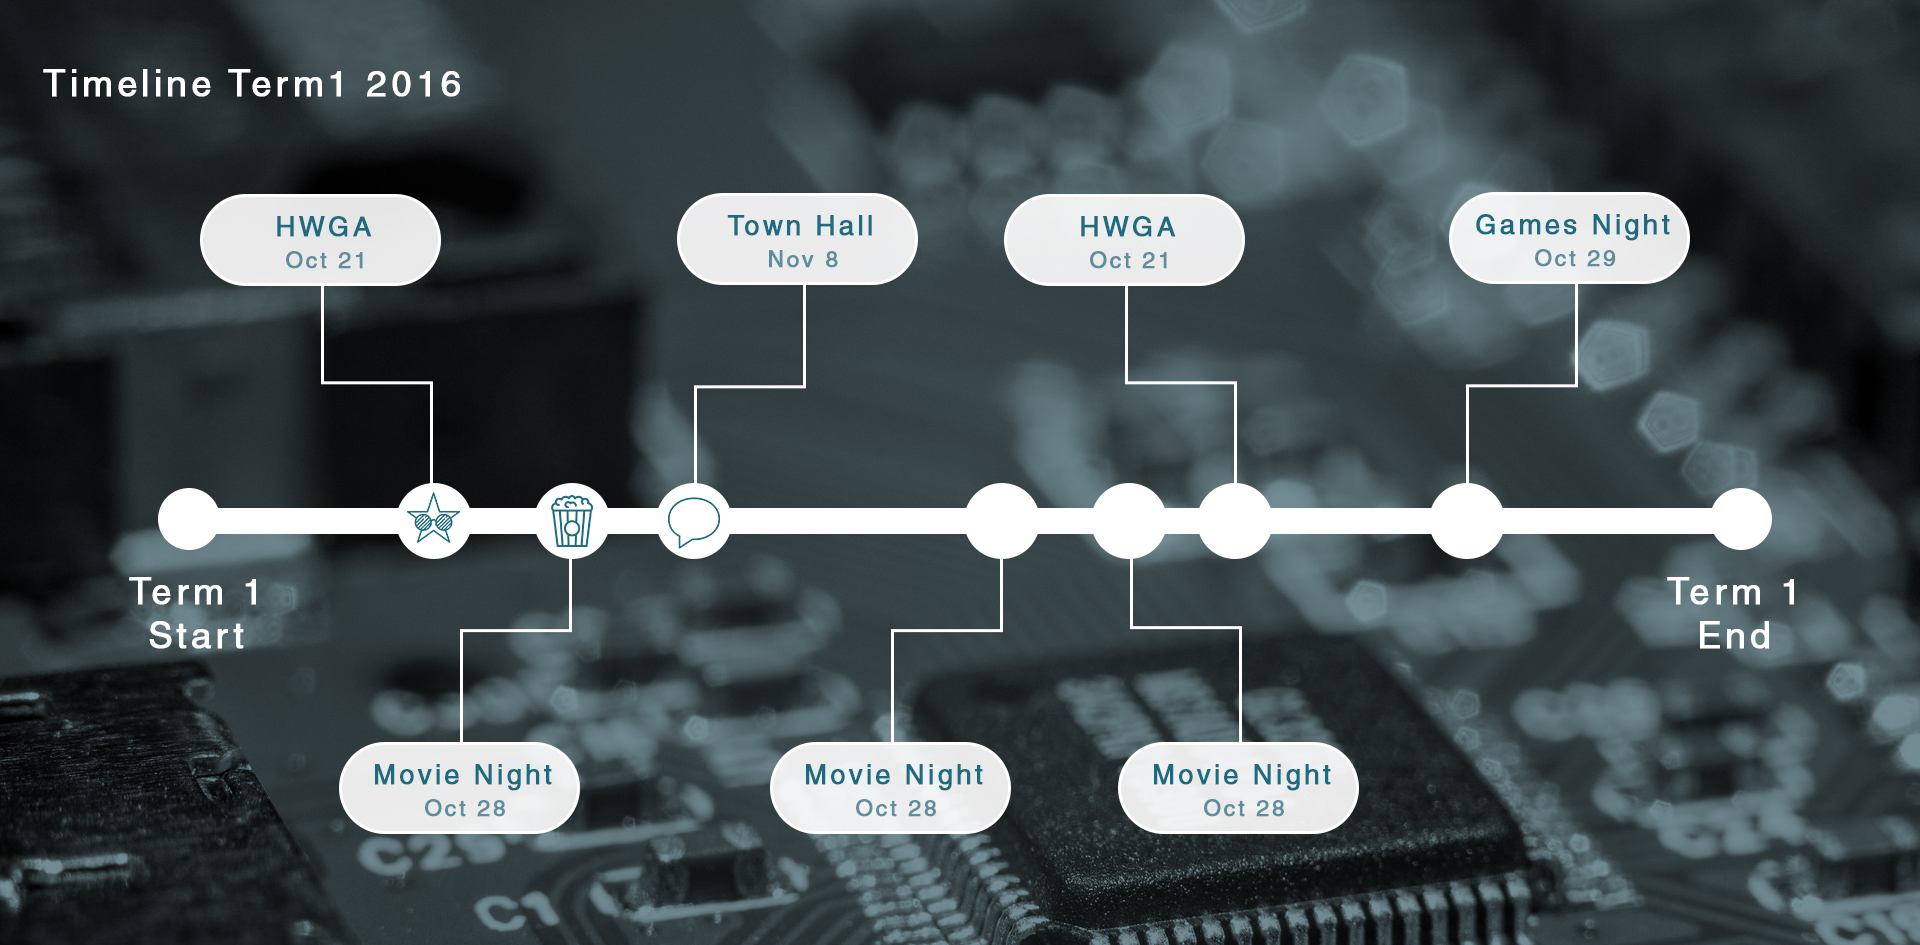 Timeline Term1 2016
HWGA
Oct 21
Town Hall
Nov 8
HWGA
Oct 21
Games Night
Oct 29
Term 1
Start
Term 1
End
Movie Night
Oct 28
Movie Night
Oct 28
Movie Night
Oct 28
C1